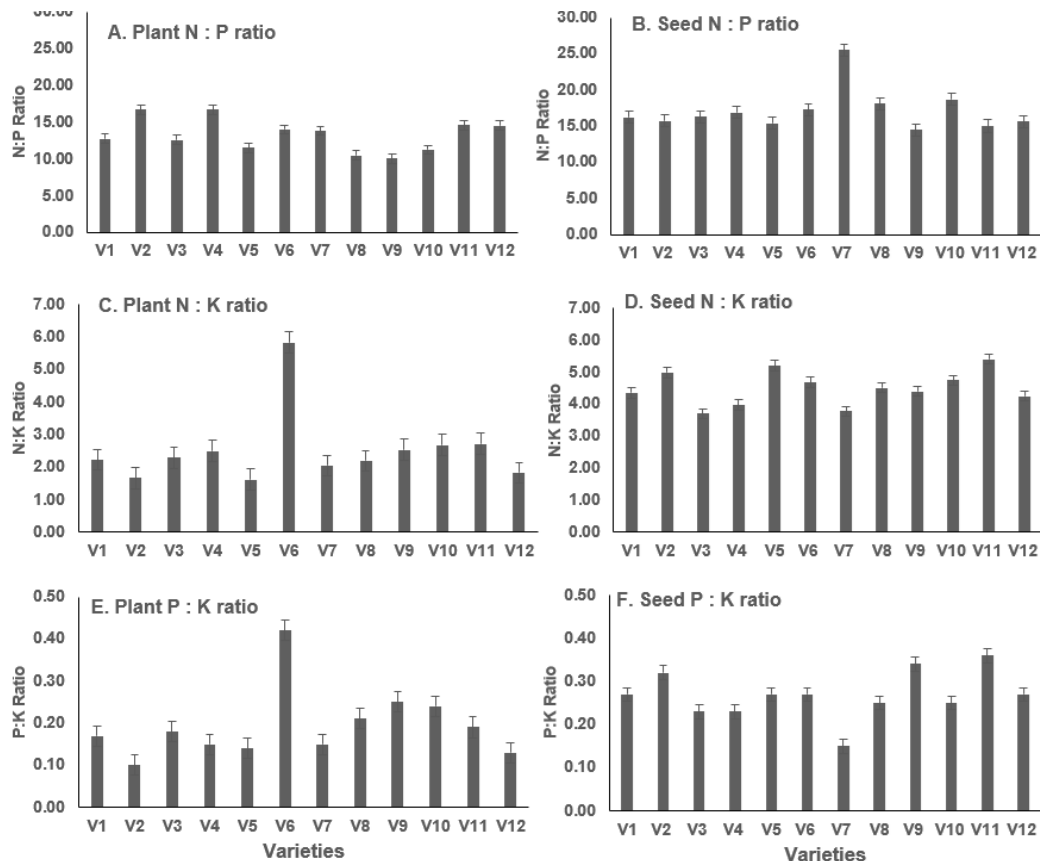 A. Plant N : P ratio
N:P Ratio
30.00
25.00
20.00
15.00
10.00
5.00
0.00
V1 V2 V3 V4 V5 V6 V7 V8 V9 V10 V11 V12
B. Seed N : P ratio
N:P Ratio
30.00
25.00
20.00
15.00
10.00
5.00
0.00
V1 V2 V3 V4 V5 V6 V7 V8 V9 V10 V11 V12
C. Plant N : K ratio
N:K Ratio
7.00
6.00
5.00
4.00
3.00
2.00
1.00
0.00
V1 V2 V3 V4 V5 V6 V7 V8 V9 V10 V11 V12
D. Seed N : K ratio
N:K Ratio
7.00
6.00
5.00
4.00
3.00
2.00
1.00
0.00
V1 V2 V3 V4 V5 V6 V7 V8 V9 V10 V11 V12
E. Plant P : K ratio
P:K Ratio
0.50
0.40
0.30
0.20
0.10
0.00
V1 V2 V3 V4 V5 V6 V7 V8 V9 V10 V11 V12
Varieties
F. Seed P : K ratio
P:K Ratio
0.50
0.40
0.30
0.20
0.10
0.00
V1 V2 V3 V4 V5 V6 V7 V8 V9 V10 V11 V12
Varieties